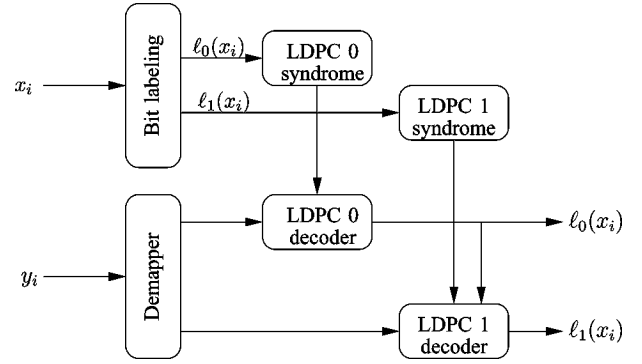 x_i
Bit labeling
ℓ_0(x_i)
LDPC 0
syndrome
ℓ_1(x_i)
LDPC 1
syndrome
y_i
Demapper
LDPC 0
decoder
ℓ_0(x_i)
LDPC 1
decoder
ℓ_1(x_i)